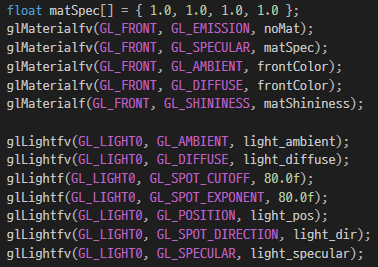 float matSpec[] = { 1.0, 1.0, 1.0, 1.0 };
glMaterialfv(GL_FRONT, GL_EMISSION, noMat);
glMaterialfv(GL_FRONT, GL_SPECULAR, matSpec);
glMaterialfv(GL_FRONT, GL_AMBIENT, frontColor);
glMaterialfv(GL_FRONT, GL_DIFFUSE, frontColor);
glMaterialf(GL_FRONT, GL_SHININESS, matShininess);
glLightfv(GL_LIGHT0, GL_AMBIENT, light_ambient);
glLightfv(GL_LIGHT0, GL_DIFFUSE, light_diffuse);
glLightf(GL_LIGHT0, GL_SPOT_CUTOFF, 80.0f);
glLightf(GL_LIGHT0, GL_SPOT_EXPONENT, 80.0f);
glLightfv(GL_LIGHT0, GL_POSITION, light_pos);
glLightfv(GL_LIGHT0, GL_SPOT_DIRECTION, light_dir);
glLightfv(GL_LIGHT0, GL_SPECULAR, light_specular);